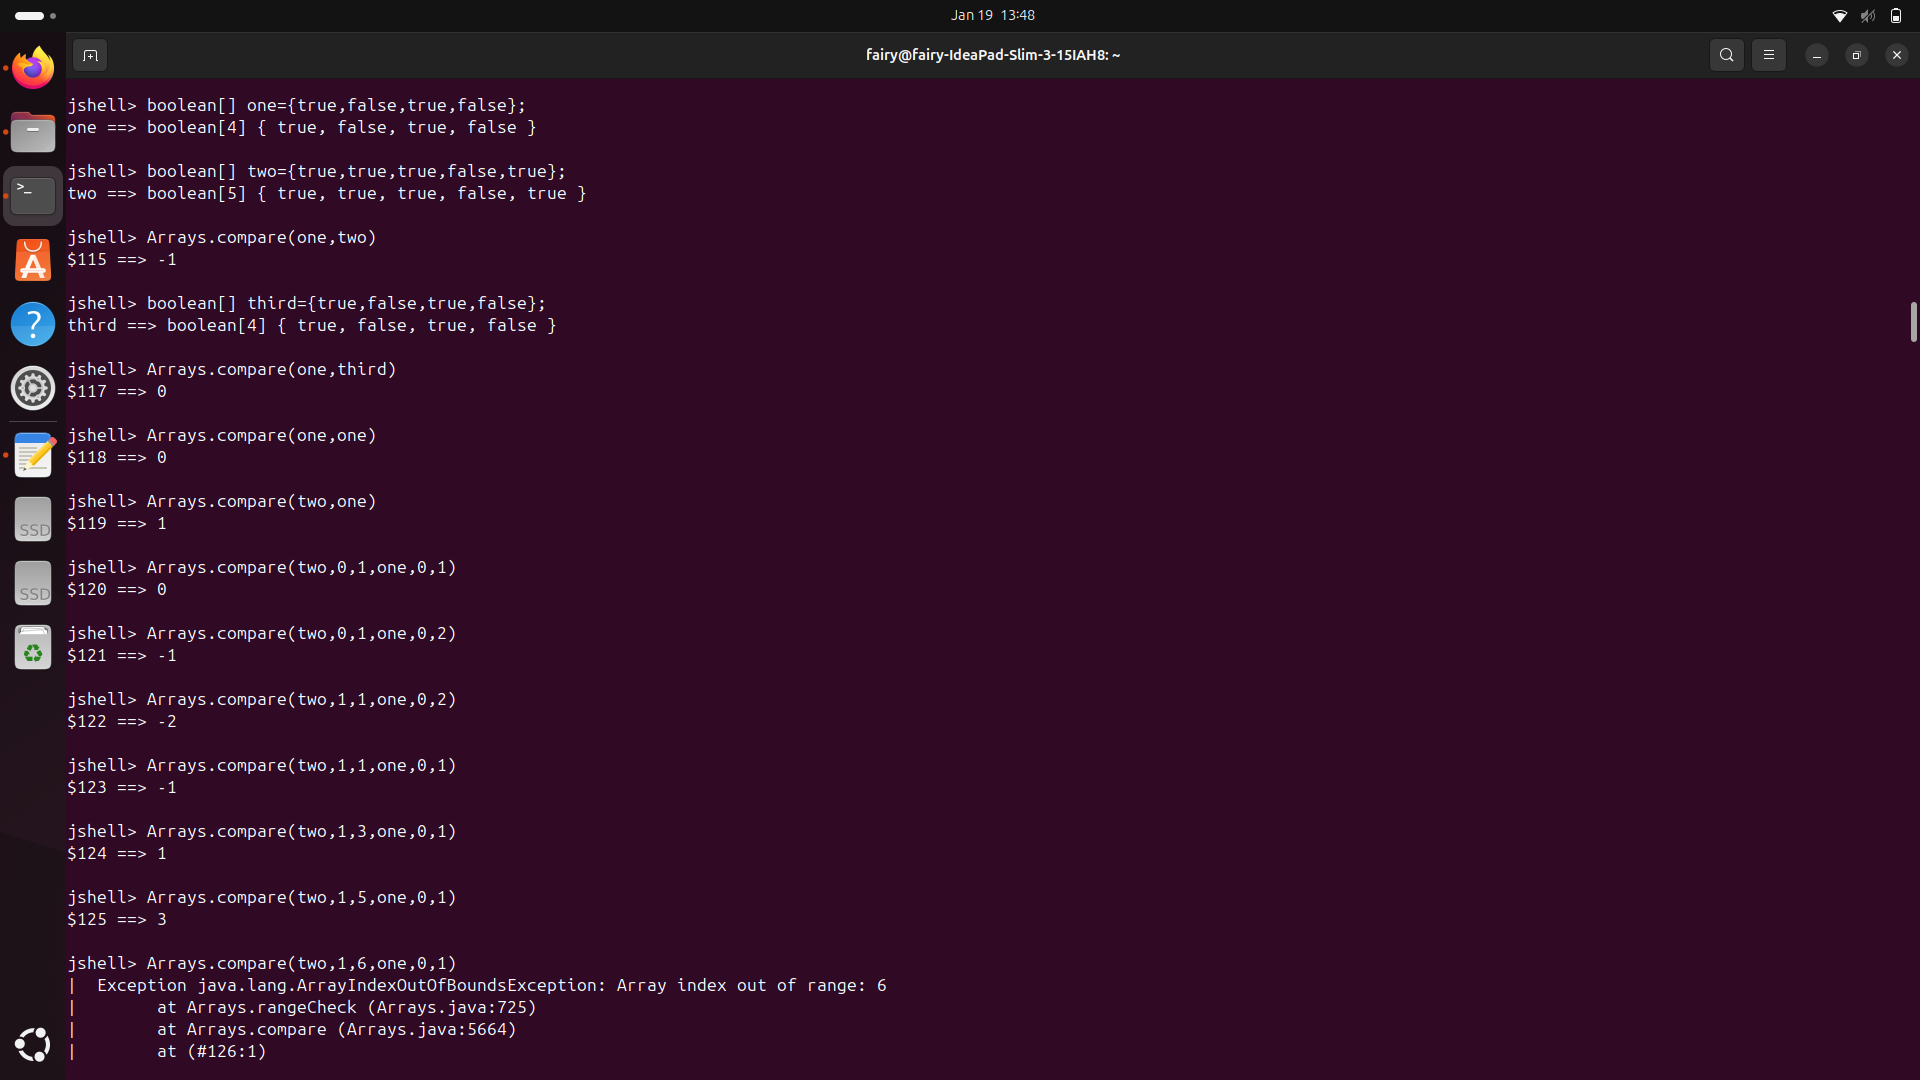 Jan 19 13:48
fairy@fairy-IdeaPad-Slim-3-15IAH8: ~
jshell> boolean[] one={true,false,true,false};
one ==> boolean[4] { true, false, true, false }
jshell> boolean[] two={true,true,true,false,true};
two ==> boolean[5] { true, true, true, false, true }
jshell> Arrays.compare(one,two)
$115 ==> -1
jshell> boolean[] third={true,false,true,false};
third ==> boolean[4] { true, false, true, false }
jshell> Arrays.compare(one,third)
$117 ==> 0
jshell> Arrays.compare(one,one)
$118 ==> 0
jshell> Arrays.compare(two,one)
$119 ==> 1
jshell> Arrays.compare(two,0,1,one,0,1)
$120 ==> 0
jshell> Arrays.compare(two,0,1,one,0,2)
$121 ==> -1
jshell> Arrays.compare(two,1,1,one,0,2)
$122 ==> -2
jshell> Arrays.compare(two,1,1,one,0,1)
$123 ==> -1
jshell> Arrays.compare(two,1,3,one,0,1)
$124 ==> 1
jshell> Arrays.compare(two,1,5,one,0,1)
$125 ==> 3
jshell> Arrays.compare(two,1,6,one,0,1)
|  Exception java.lang.ArrayIndexOutOfBoundsException: Array index out of range: 6
|        at Arrays.rangeCheck (Arrays.java:725)
|        at Arrays.compare (Arrays.java:5664)
|        at (#126:1)
>_
A
?
SSD
SSD